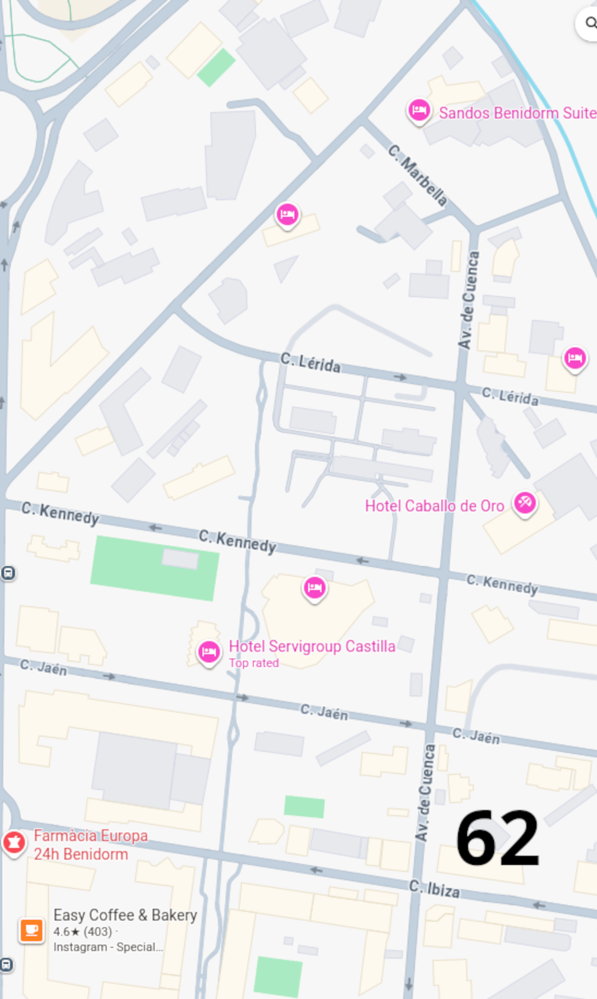 Sandos Benidorm Suite
C. Marbella
Av. de Cuenca
C. Lérida
C. Lérida
Hotel Caballo de Oro
C. Kennedy
C. Kennedy
C. Kennedy
Hotel Servigroup Castilla
Top rated
C. Jaén
C. Jaén
C. Jaén
Av. de Cuenca
62
Farmàcia Europa
24h Benidorm
C. Ibiza
Easy Coffee & Bakery
4.6★ (403) ·
Instagram - Special...